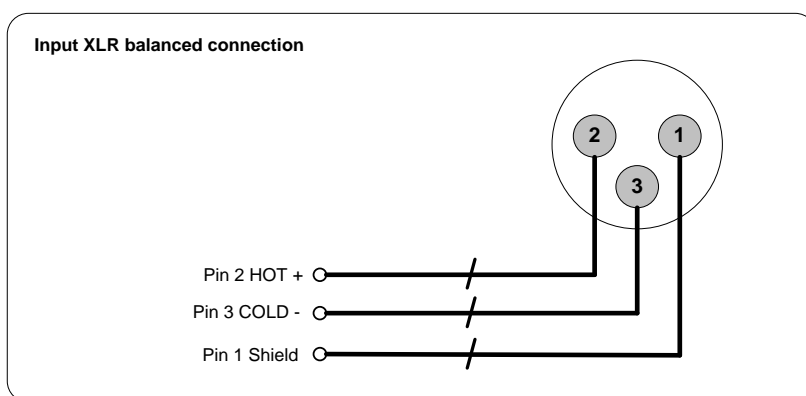 Input XLR balanced connection
2 1
3
Pin 2 HOT +
Pin 3 COLD -
Pin 1 Shield